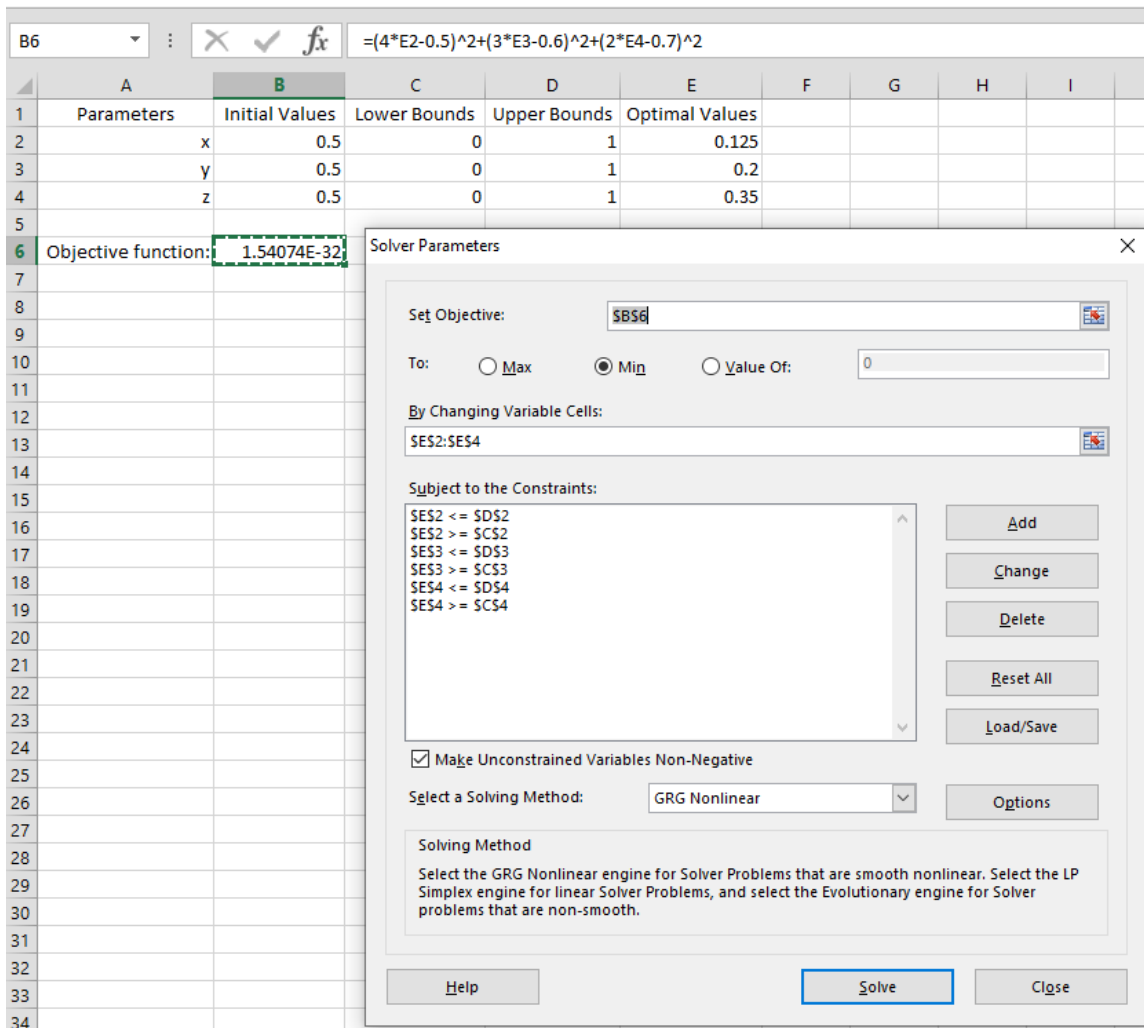 B6 =(4*E2-0.5)^2+(3*E3-0.6)^2+(2*E4-0.7)^2
A B C D E F G H I
1 Parameters Initial Values Lower Bounds Upper Bounds Optimal Values
2 x 0.5 0 1 0.125
3 y 0.5 0 1 0.2
4 z 0.5 0 1 0.35
5
6 Objective function: 1.54074E-32
Solver Parameters
7
8
Set Objective: $B$6
9
10
To: Max Min Value Of: 0
11
By Changing Variable Cells:
12
13
$E$2:$E$4
14
Subject to the Constraints:
15
$E$2 <= $D$2
16
$E$2 >= $C$2
Add
17
$E$3 <= $D$3
$E$3 >= $C$3
Change
18
$E$4 <= $D$4
19
$E$4 >= $C$4
Delete
20
21
22
Reset All
23
Load/Save
24
Make Unconstrained Variables Non-Negative
25
26
Select a Solving Method: GRG Nonlinear Options
27
Solving Method
28
Select the GRG Nonlinear engine for Solver Problems that are smooth nonlinear. Select the LP
29
Simplex engine for linear Solver Problems, and select the Evolutionary engine for Solver
30
problems that are non-smooth.
31
32
33
Help Solve Close
34